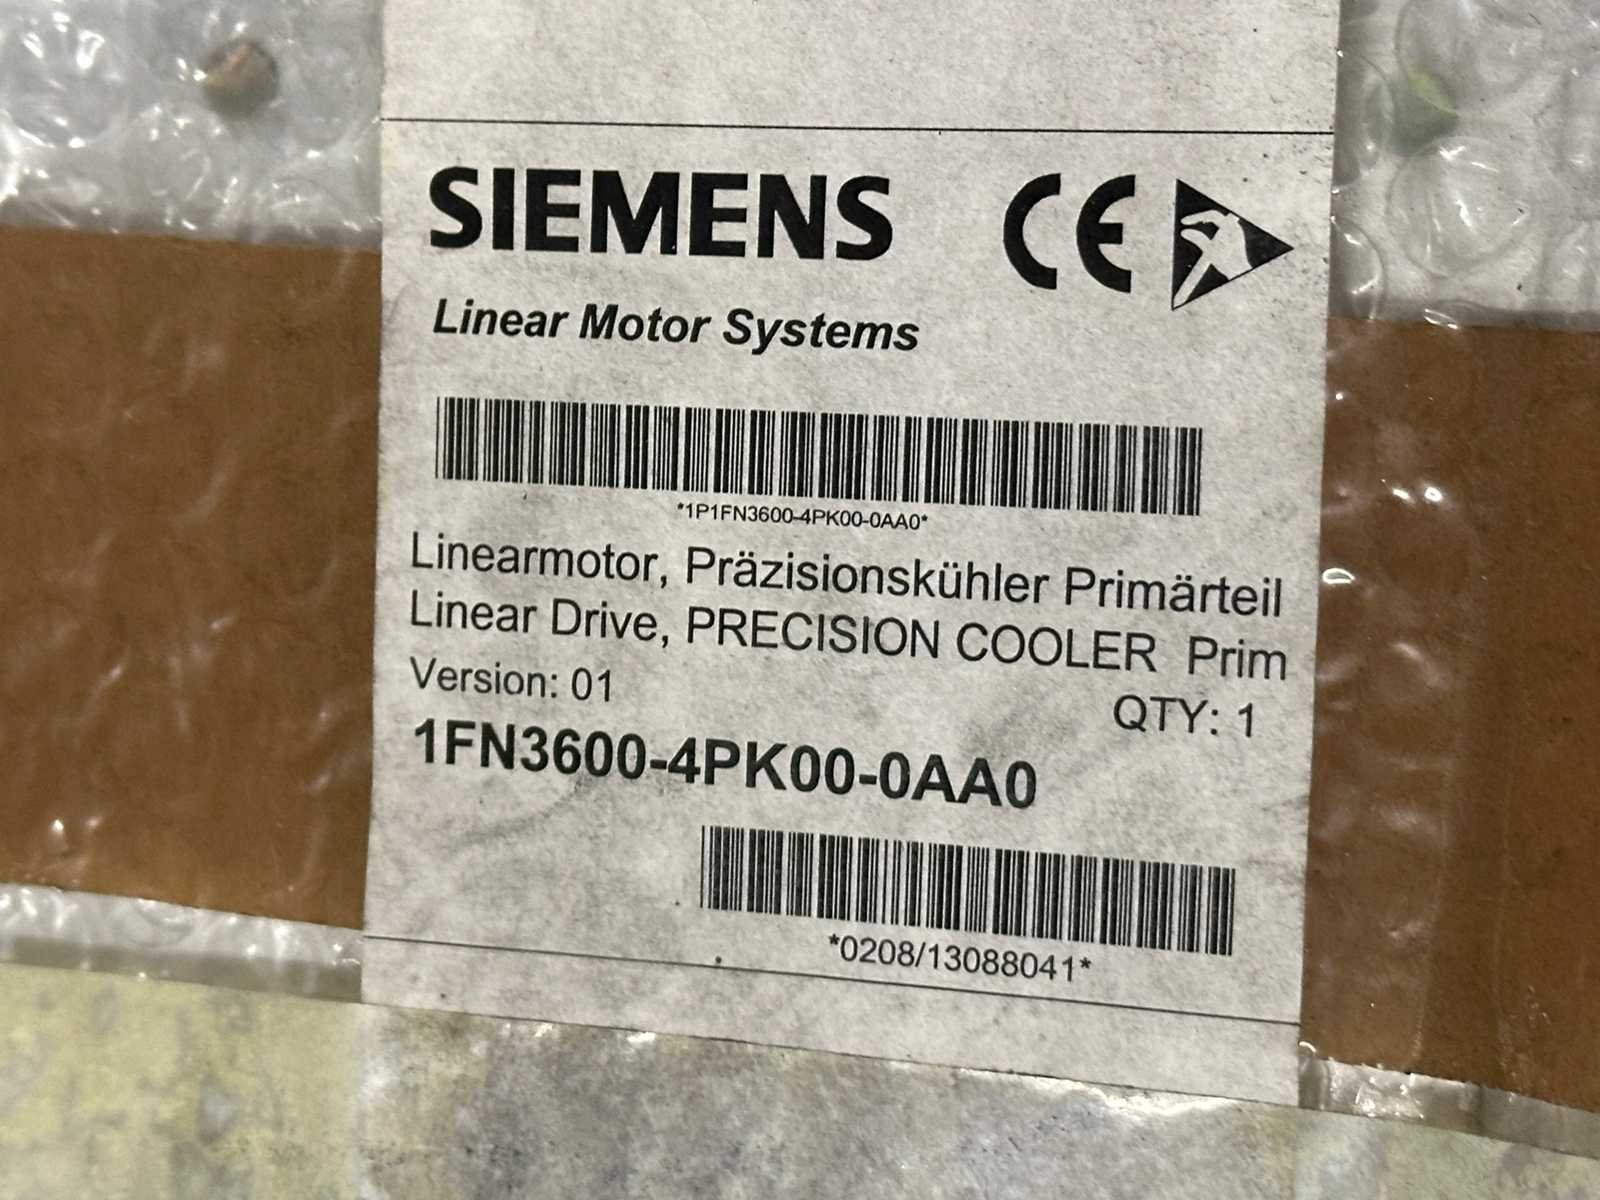 SIEMENS CE
Linear Motor Systems
*1P1FN3600-4PK00-0AA0*
Linearmotor, Präzisionskühler Primärteil
Linear Drive, PRECISION COOLER Prim
Version: 01
QTY: 1
1FN3600-4PK00-0AA0
*0208/13088041*